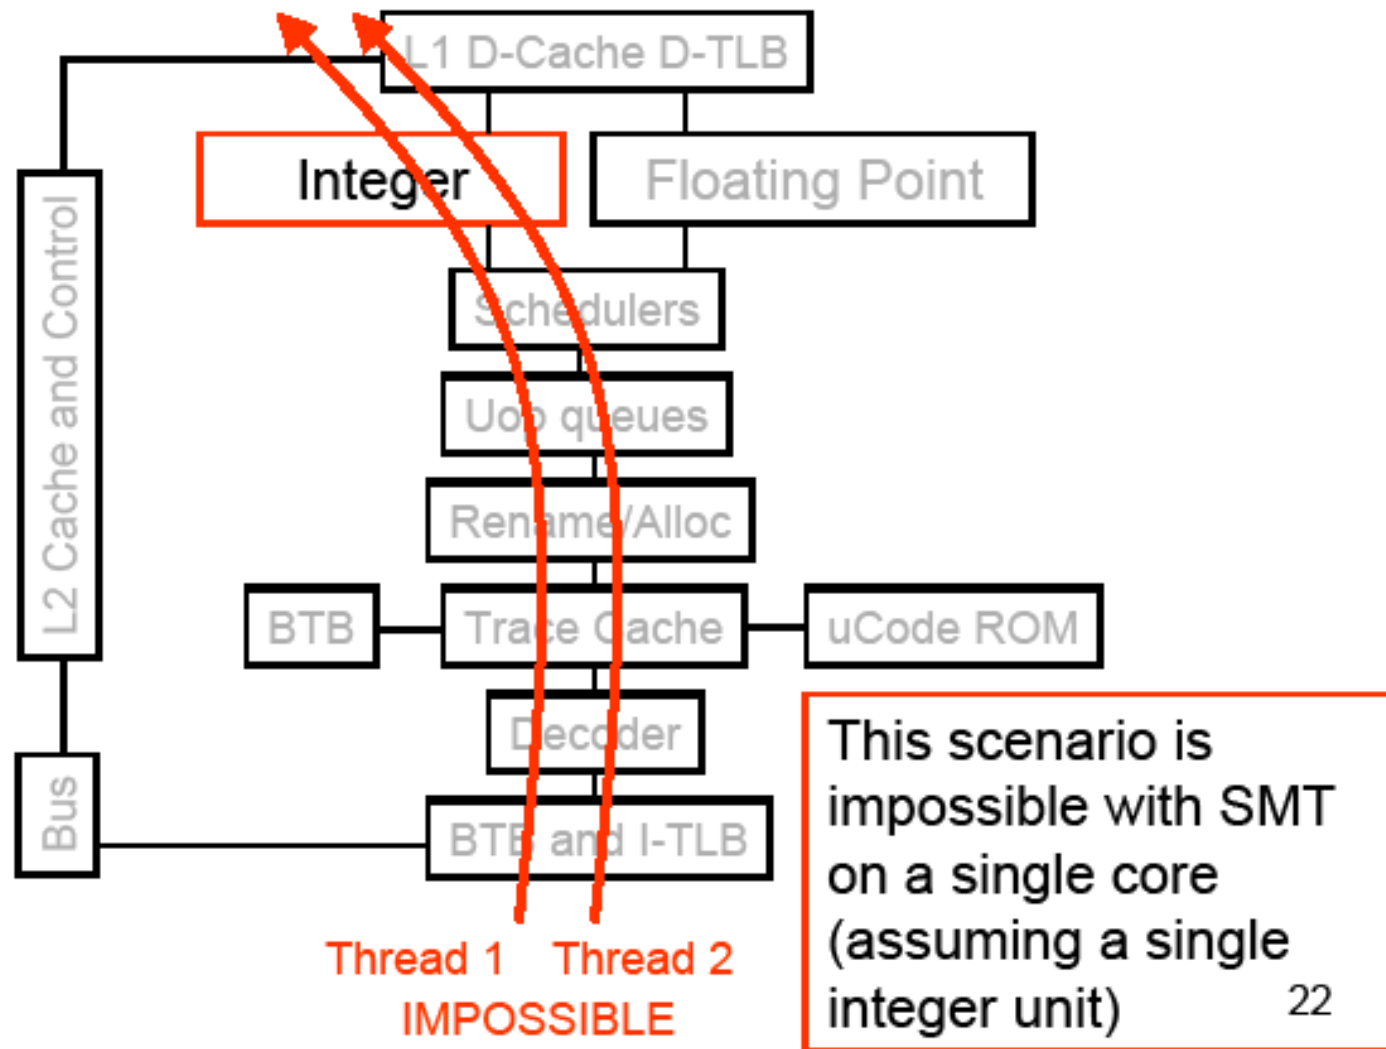 L1 D-Cache D-TLB
Integer
Floating Point
L2 Cache and Control
Schedulers
Uop queues
Rename/Alloc
BTB
Trace Cache
uCode ROM
Decoder
Bus
BTB and I-TLB
Thread 1
Thread 2
IMPOSSIBLE
This scenario is
impossible with SMT
on a single core
(assuming a single
integer unit)
22